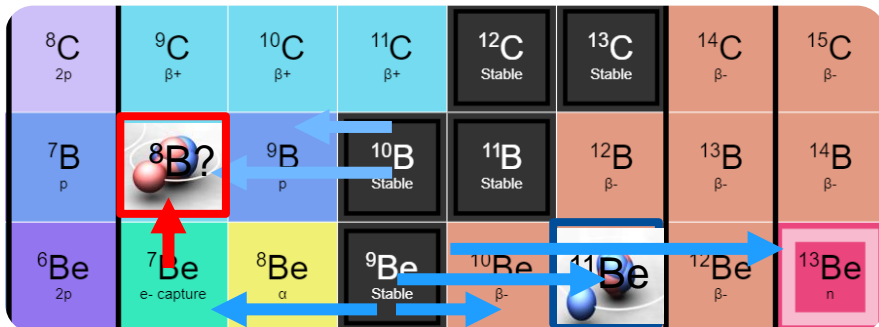 ⁸C ⁹C ¹⁰C ¹¹C ¹²C ¹³C ¹⁴C ¹⁵C
2p β+ β+ β+ Stable Stable β- β-
⁷B ⁸B? ⁹B ¹⁰B ¹¹B ¹²B ¹³B ¹⁴B
p p Stable Stable β- β- β-
⁶Be ⁷Be ⁸Be ⁹Be ¹⁰Be ¹¹Be ¹²Be ¹³Be
2p e- capture α Stable β- β- n